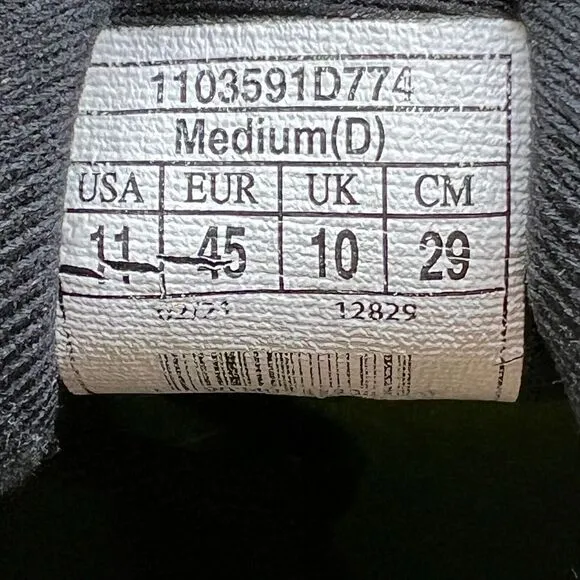 1103591D774
Medium(D)
USA EUR UK CM
11 45 10 29
12829